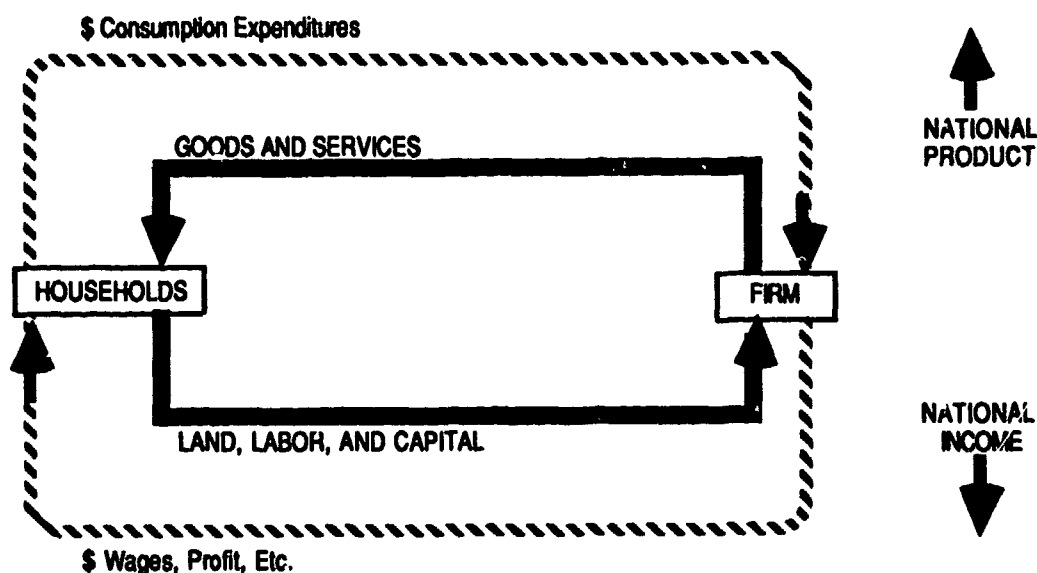 $ Consumption Expenditures
NATIONAL
PRODUCT
GOODS AND SERVICES
HOUSEHOLDS
FIRM
LAND, LABOR, AND CAPITAL
NATIONAL
INCOME
$ Wages, Profit, Etc.